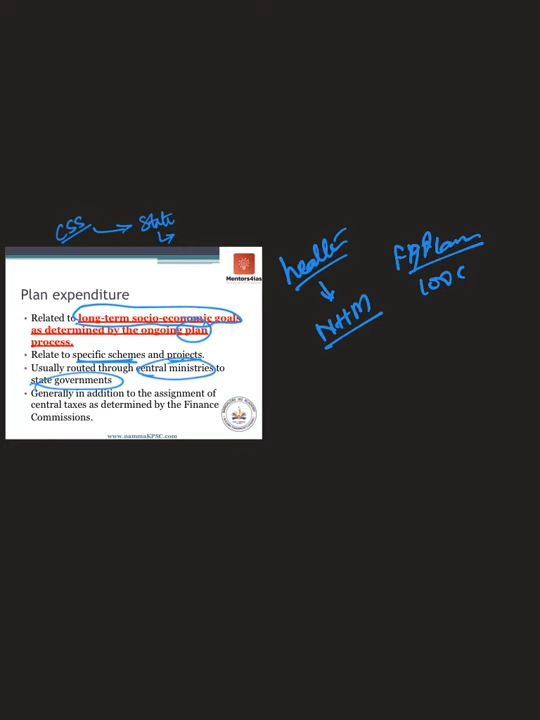 CSS → State
health
↓
NHM
F P Plan
100 C
Mentors4ias
Plan expenditure
• Related to long-term socio-economic goals
as determined by the ongoing plan
process.
• Relate to specific schemes and projects.
• Usually routed through central ministries to
state governments
• Generally in addition to the assignment of
central taxes as determined by the Finance
Commissions.
www.nammaKPSC.com